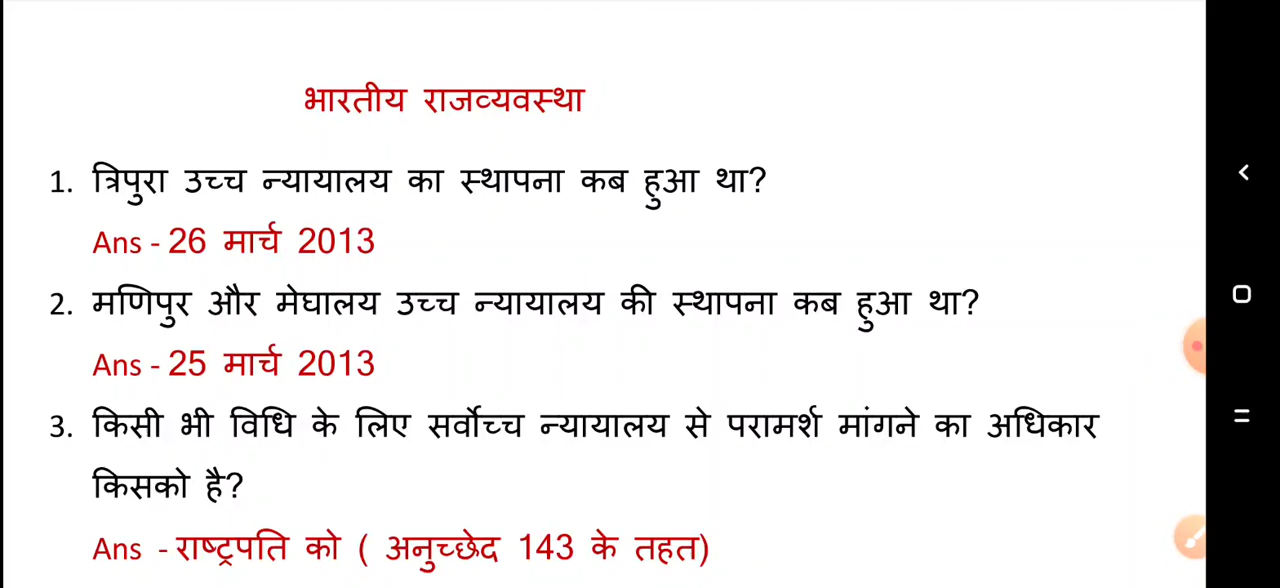 भारतीय राजव्यवस्था
1. त्रिपुरा उच्च न्यायालय का स्थापना कब हुआ था?
Ans - 26 मार्च 2013
2. मणिपुर और मेघालय उच्च न्यायालय की स्थापना कब हुआ था?
Ans - 25 मार्च 2013
3. किसी भी विधि के लिए सर्वोच्च न्यायालय से परामर्श मांगने का अधिकार
किसको है?
Ans - राष्ट्रपति को ( अनुच्छेद 143 के तहत)